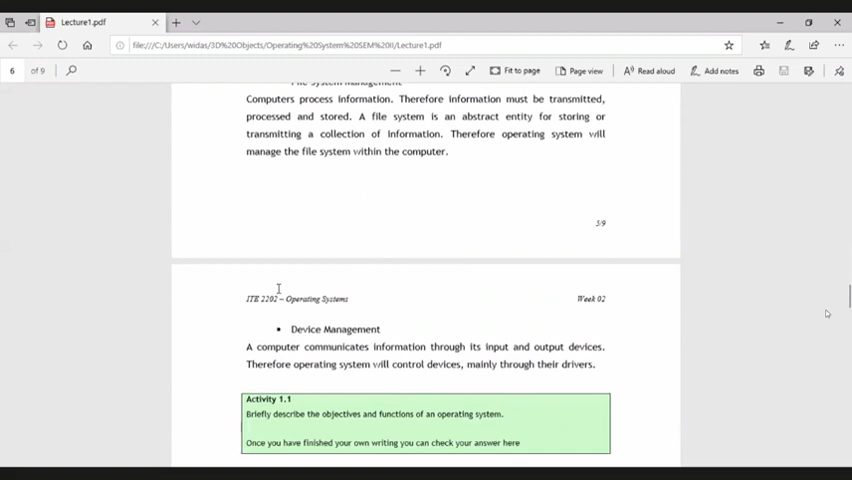 Lecture1.pdf
file:///C:/Users/widas/3D%20Objects/Operating%20System%20SEM%20II/Lecture1.pdf
6 of 9 Fit to page Page view Read aloud Add notes
File System Management
Computers process information. Therefore information must be transmitted,
processed and stored. A file system is an abstract entity for storing or
transmitting a collection of information. Therefore operating system will
manage the file system within the computer.
5/9
ITE 2202 – Operating Systems Week 02
• Device Management
A computer communicates information through its input and output devices.
Therefore operating system will control devices, mainly through their drivers.
Activity 1.1
Briefly describe the objectives and functions of an operating system.
Once you have finished your own writing you can check your answer here